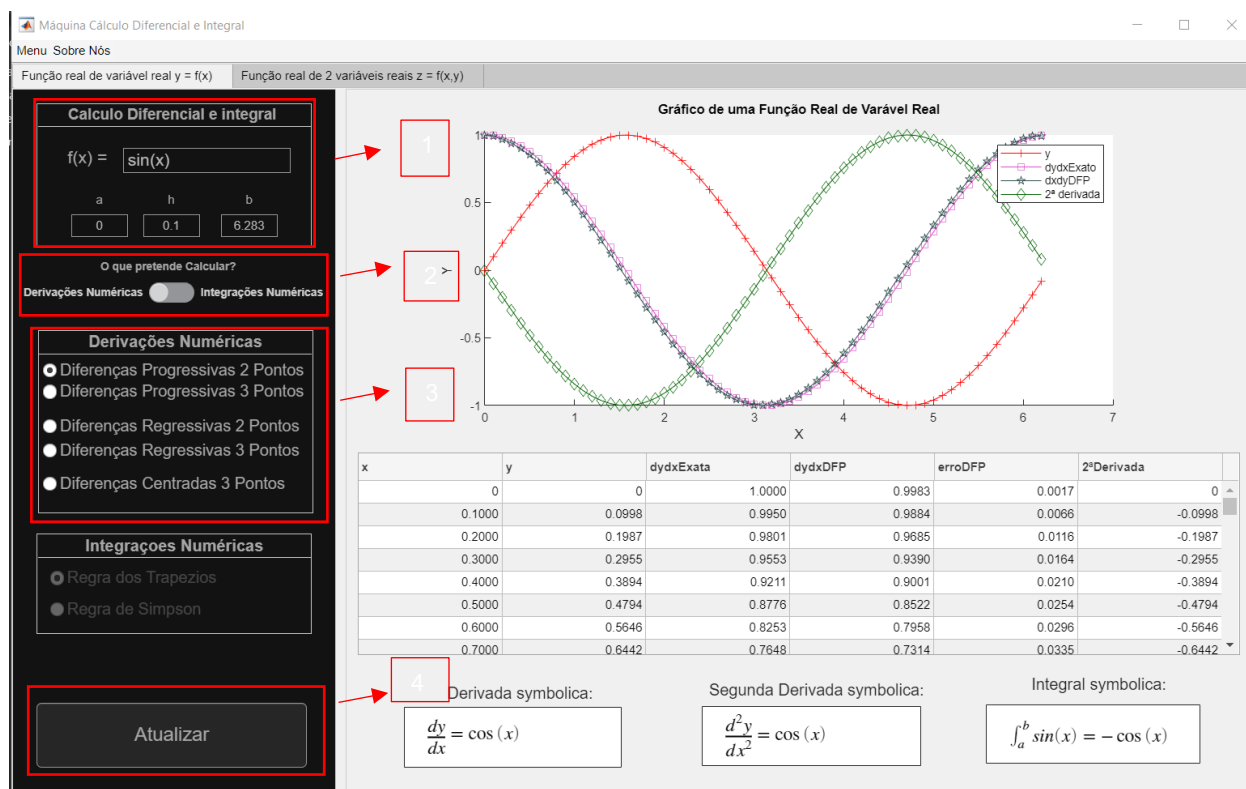 Máquina Cálculo Diferencial e Integral
Menu Sobre Nós
Função real de variável real y = f(x)
Função real de 2 variáveis reais z = f(x,y)
Calculo Diferencial e integral
f(x) = sin(x)
a h b
0 0.1 6.283
1
O que pretende Calcular?
Derivações Numéricas Integrações Numéricas
2
Derivações Numéricas
Diferenças Progressivas 2 Pontos
Diferenças Progressivas 3 Pontos
Diferenças Regressivas 2 Pontos
Diferenças Regressivas 3 Pontos
Diferenças Centradas 3 Pontos
3
Integraçoes Numéricas
Regra dos Trapezios
Regra de Simpson
Atualizar
4
Gráfico de uma Função Real de Varável Real
1
0.5
0
-0.5
-1
Y
0 1 2 3 4 5 6 7
X
y
dydxExato
dxdyDFP
2ª derivada
x y dydxExata dydxDFP erroDFP 2ªDerivada
0 0 1.0000 0.9983 0.0017 0
0.1000 0.0998 0.9950 0.9884 0.0066 -0.0998
0.2000 0.1987 0.9801 0.9685 0.0116 -0.1987
0.3000 0.2955 0.9553 0.9390 0.0164 -0.2955
0.4000 0.3894 0.9211 0.9001 0.0210 -0.3894
0.5000 0.4794 0.8776 0.8522 0.0254 -0.4794
0.6000 0.5646 0.8253 0.7958 0.0296 -0.5646
0.7000 0.6442 0.7648 0.7314 0.0335 -0.6442
Derivada symbolica:
dy/dx = cos (x)
Segunda Derivada symbolica:
d²y/dx² = cos (x)
Integral symbolica:
∫ₐᵇ sin(x) = − cos (x)